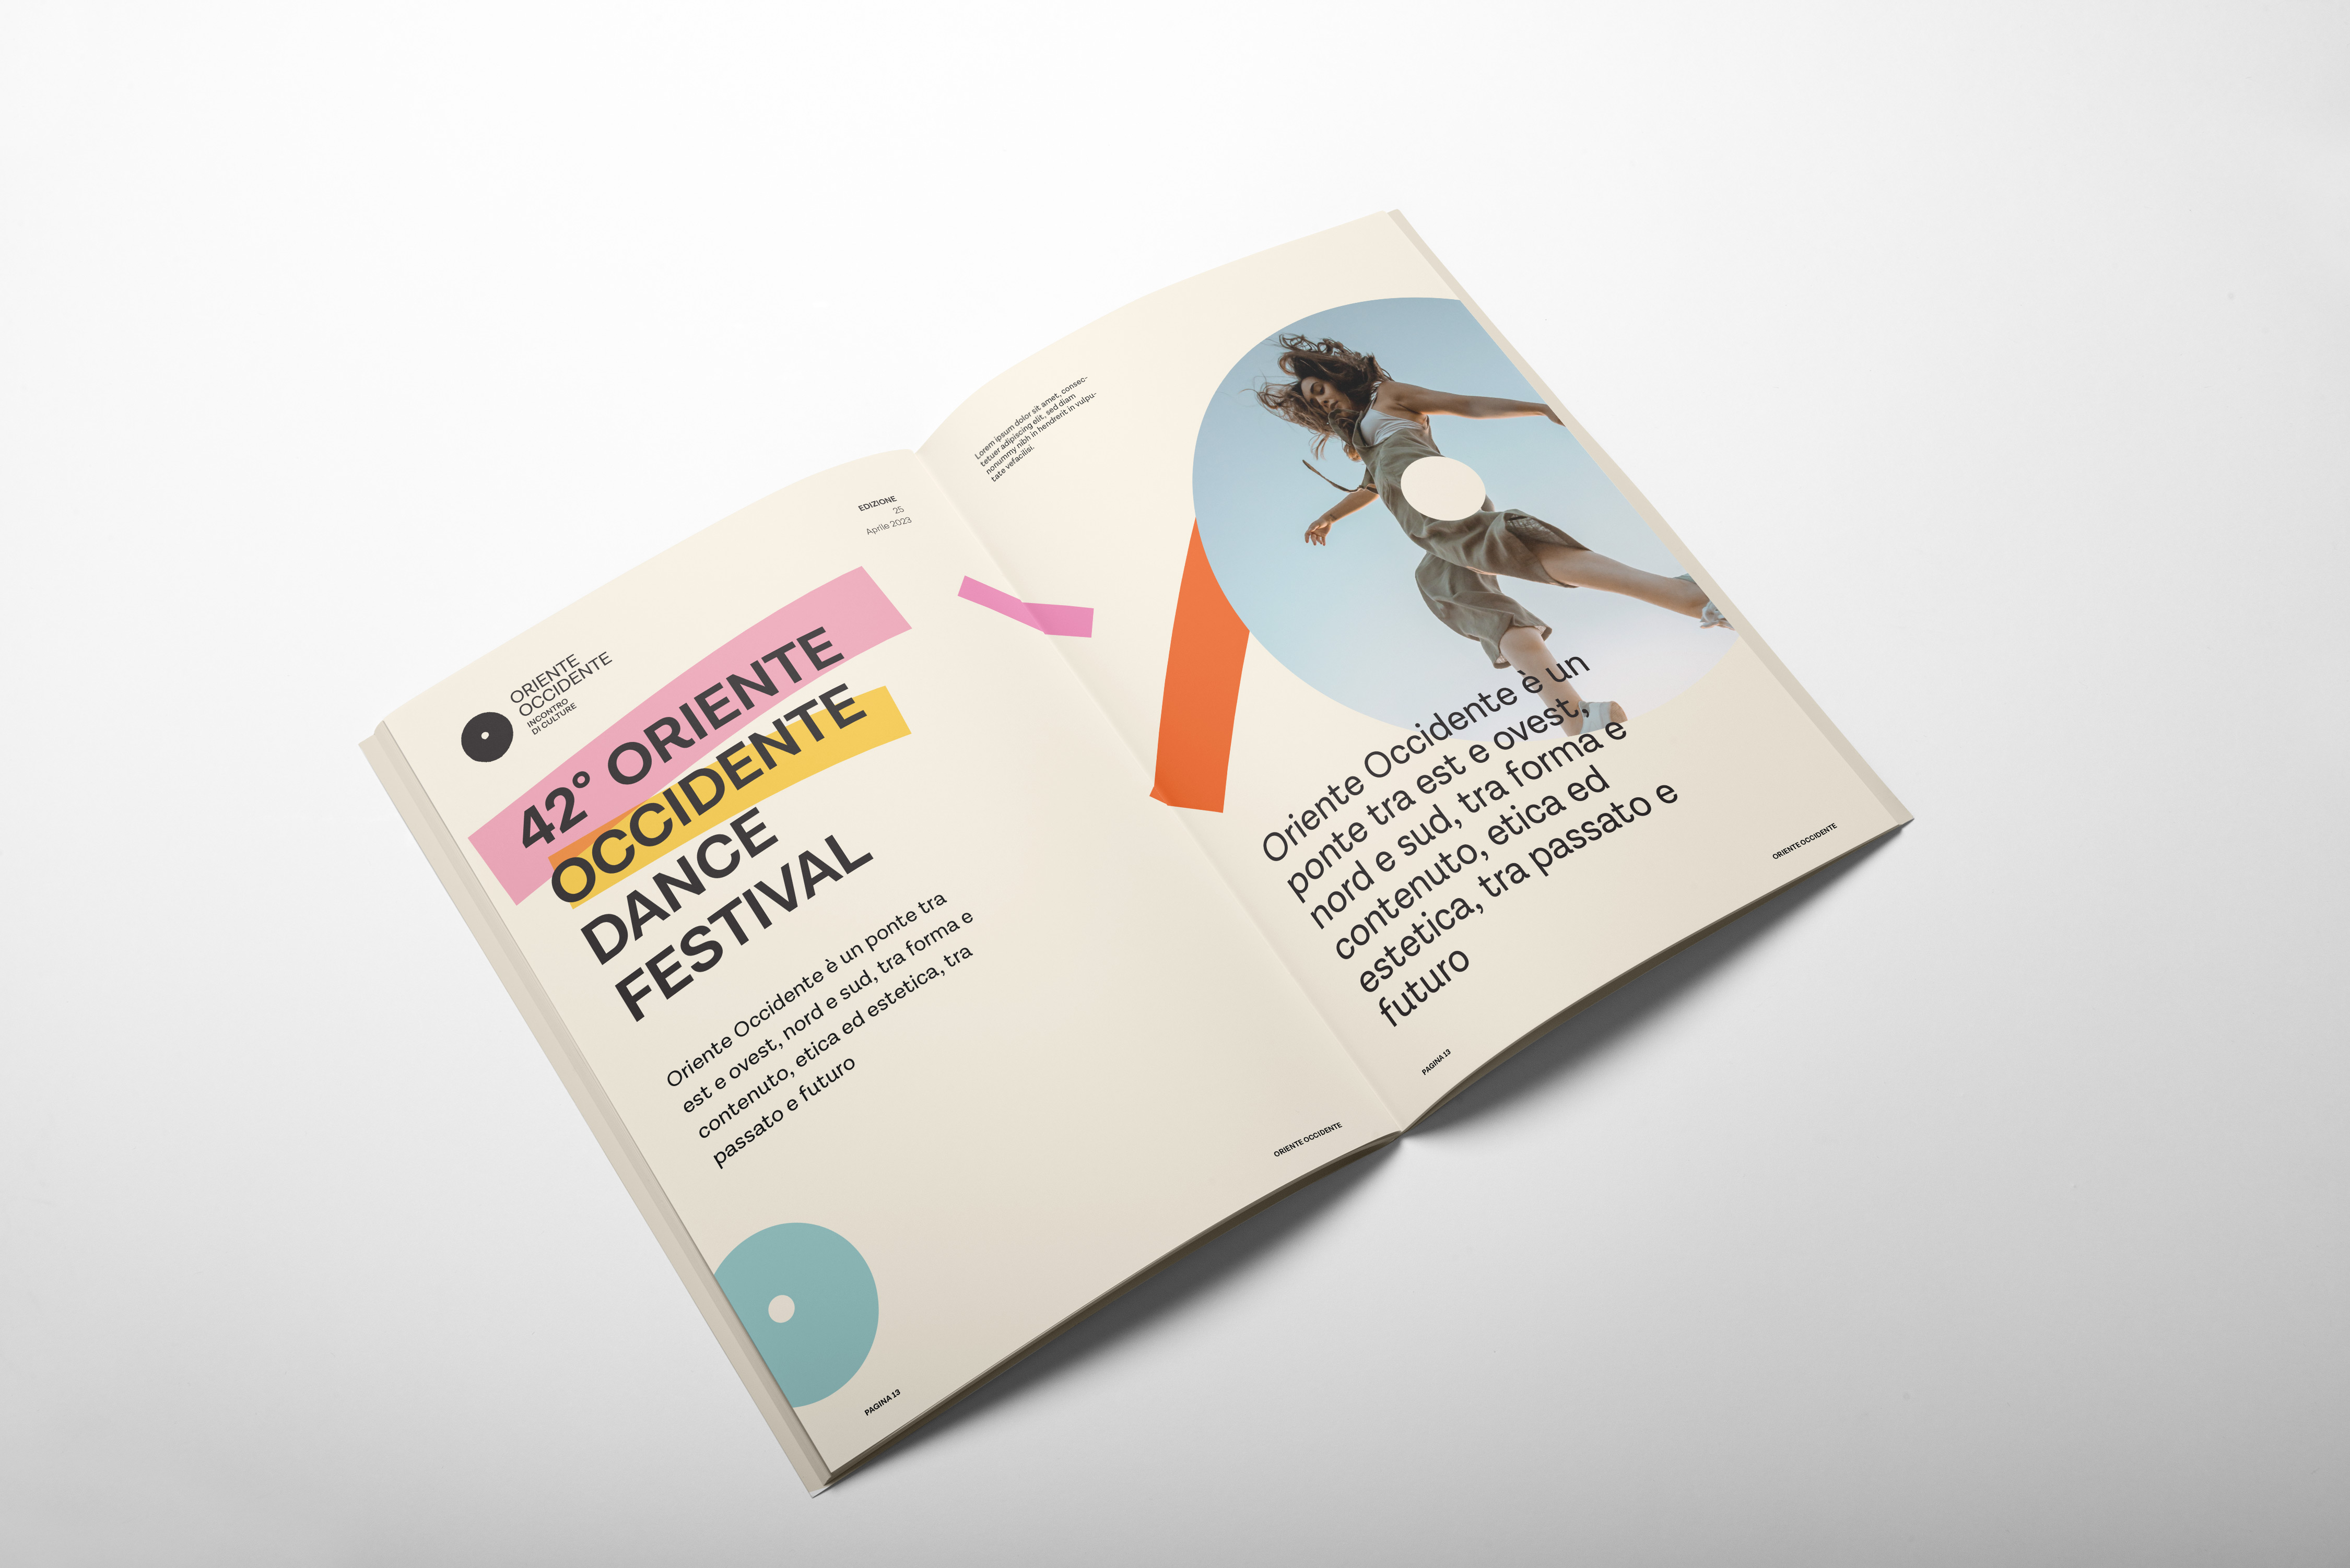 ORIENTE
OCCIDENTE
INCONTRO
DI CULTURE
EDIZIONE
25
Aprile 2023
42° ORIENTE
OCCIDENTE
DANCE
FESTIVAL
Oriente Occidente è un ponte tra
est e ovest, nord e sud, tra forma e
contenuto, etica ed estetica, tra
passato e futuro
PAGINA 13
ORIENTE OCCIDENTE
Lorem ipsum dolor sit amet, consec-
tetuer adipiscing elit, sed diam
nonummy nibh in hendrerit in vulpu-
tate vefacilisi.
Oriente Occidente è un
ponte tra est e ovest,
nord e sud, tra forma e
contenuto, etica ed
estetica, tra passato e
futuro
PAGINA 13
ORIENTE OCCIDENTE